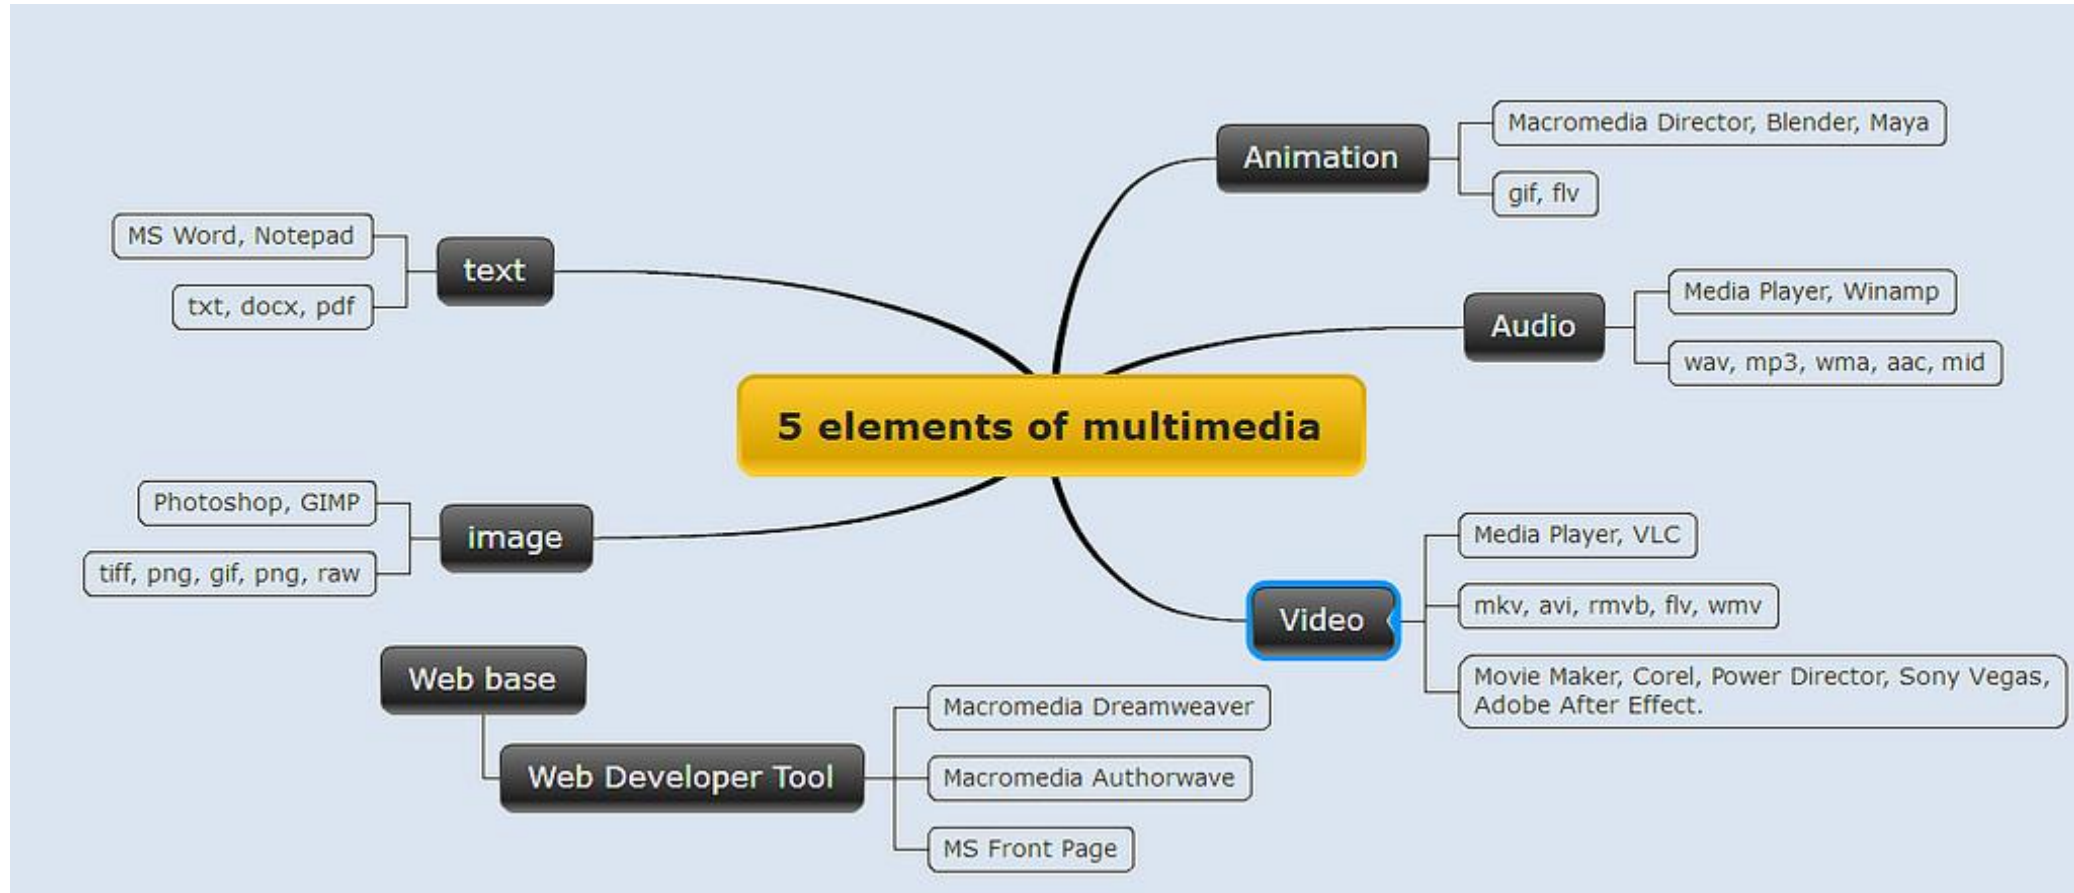 5 elements of multimedia
Animation
Macromedia Director, Blender, Maya
gif, flv
Audio
Media Player, Winamp
wav, mp3, wma, aac, mid
Video
Media Player, VLC
mkv, avi, rmvb, flv, wmv
Movie Maker, Corel, Power Director, Sony Vegas,
Adobe After Effect.
text
MS Word, Notepad
txt, docx, pdf
image
Photoshop, GIMP
tiff, png, gif, png, raw
Web base
Web Developer Tool
Macromedia Dreamweaver
Macromedia Authorwave
MS Front Page